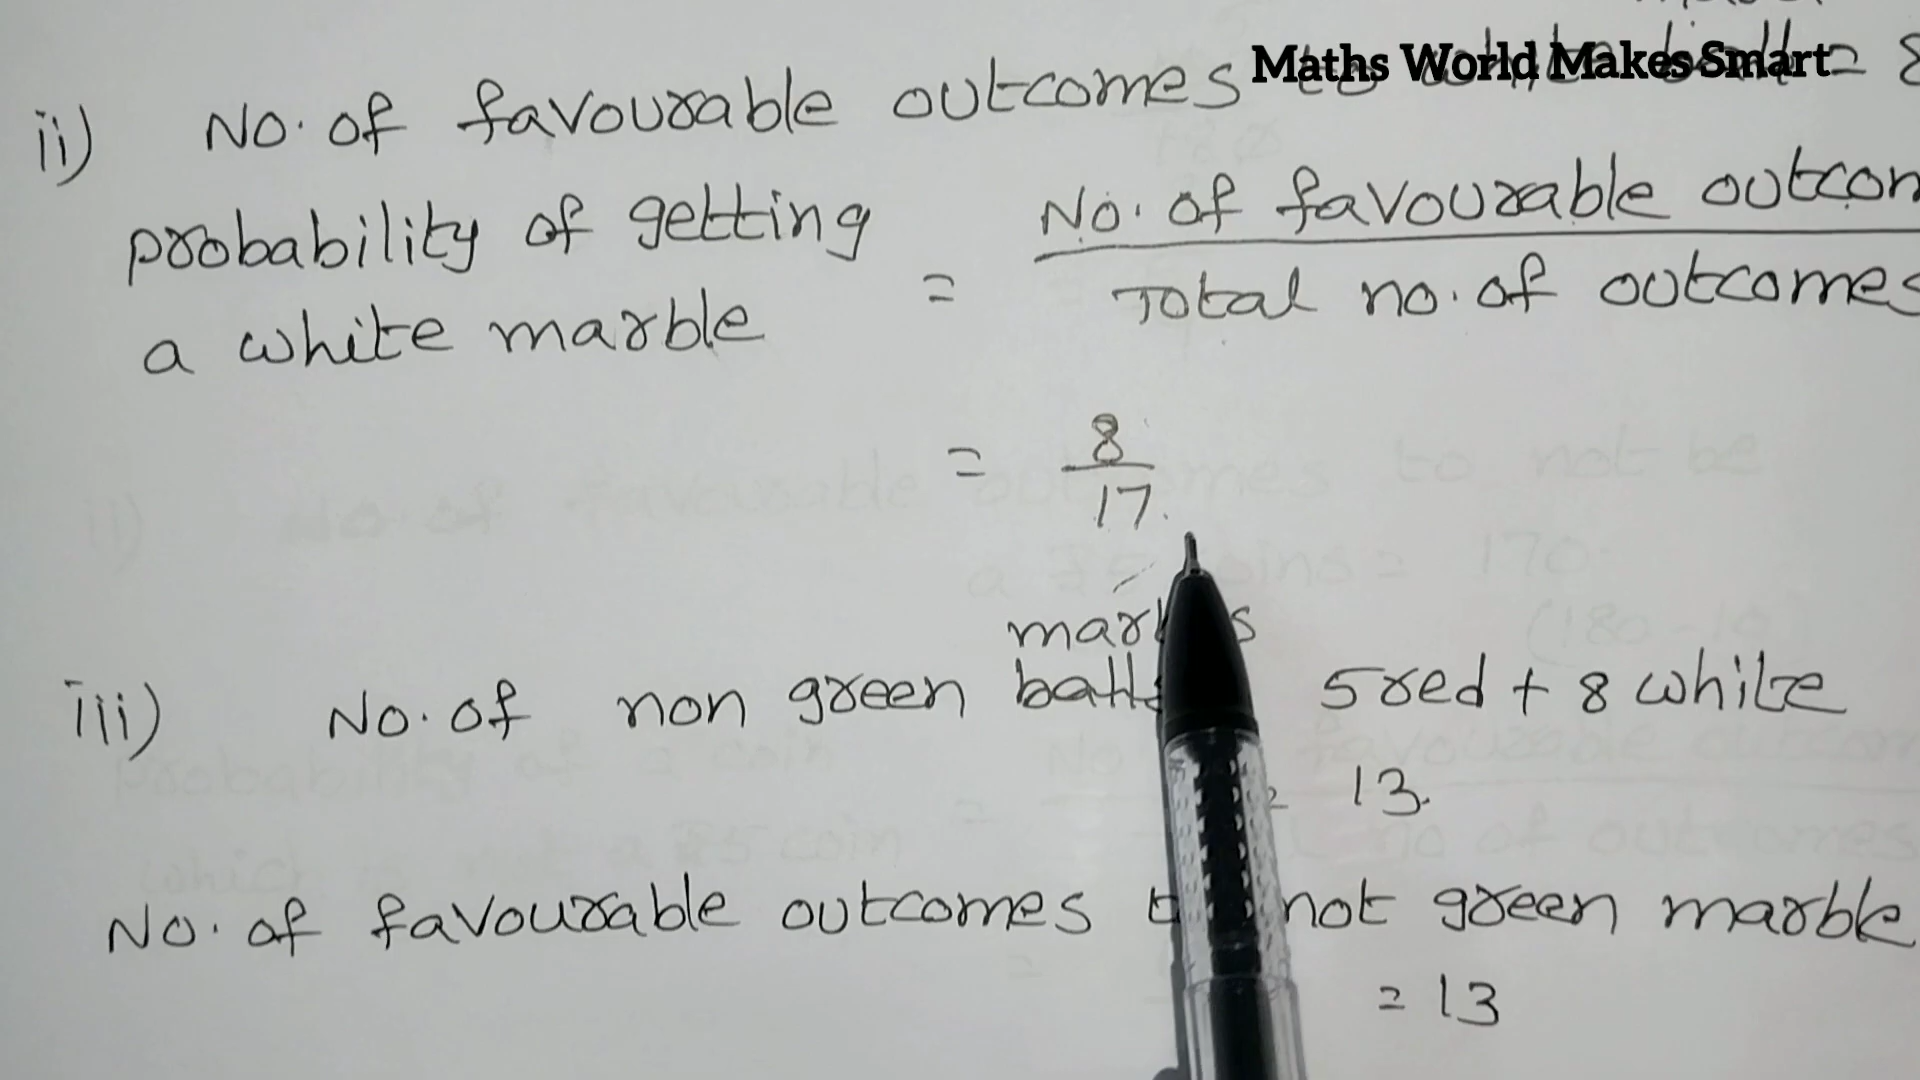 Maths World Makes Smart
ii) No. of favourable outcomes = 8
probability of getting
a white marble
= No. of favourable outcom
Total no. of outcomes
= 8
17.
iii) No. of non green 5 red + 8 white
= 13.
No. of favourable outcomes not green marble
= 13